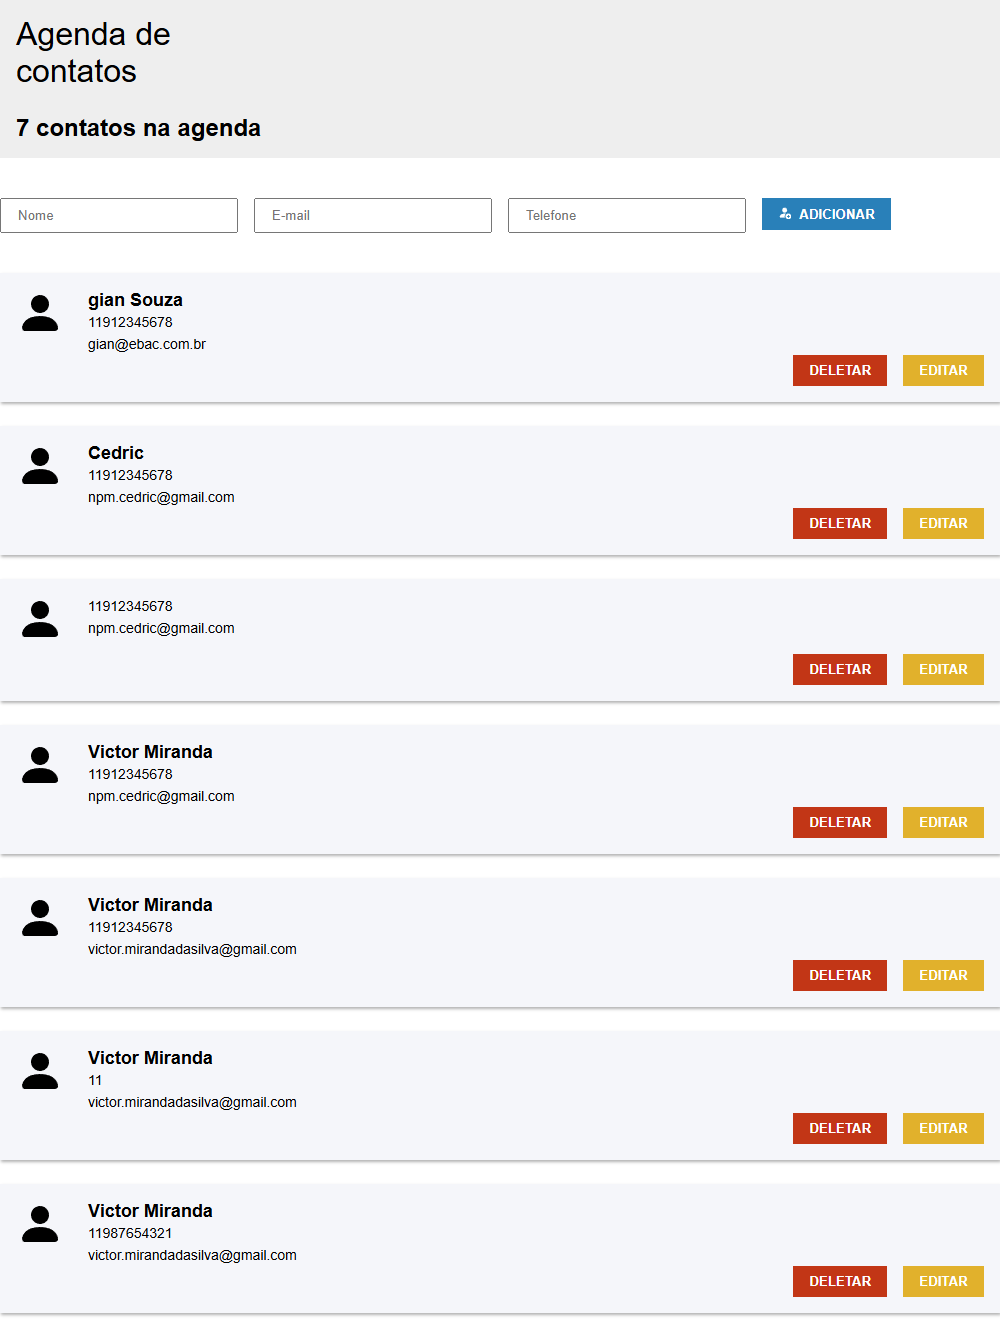 Agenda de
contatos
7 contatos na agenda
Nome E-mail Telefone ADICIONAR
gian Souza
11912345678
gian@ebac.com.br
DELETAR EDITAR
Cedric
11912345678
npm.cedric@gmail.com
DELETAR EDITAR
11912345678
npm.cedric@gmail.com
DELETAR EDITAR
Victor Miranda
11912345678
npm.cedric@gmail.com
DELETAR EDITAR
Victor Miranda
11912345678
victor.mirandadasilva@gmail.com
DELETAR EDITAR
Victor Miranda
11
victor.mirandadasilva@gmail.com
DELETAR EDITAR
Victor Miranda
11987654321
victor.mirandadasilva@gmail.com
DELETAR EDITAR